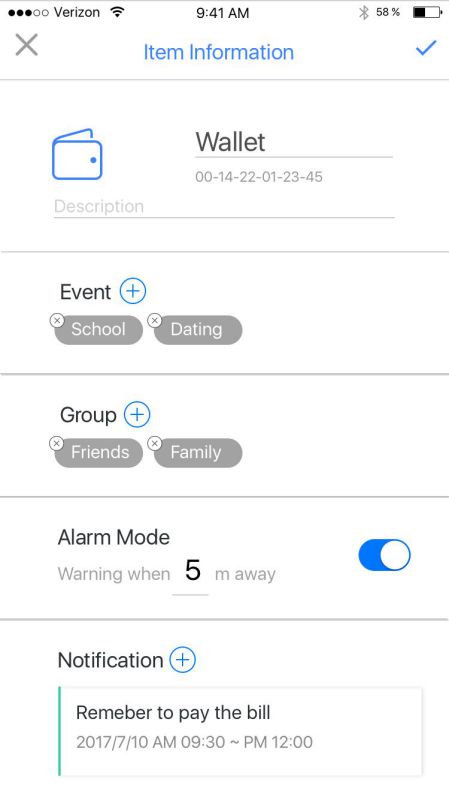 Verizon 9:41 AM 58 %
Item Information
Wallet
00-14-22-01-23-45
Description
Event
School Dating
Group
Friends Family
Alarm Mode
Warning when 5 m away
Notification
Remeber to pay the bill
2017/7/10 AM 09:30 ~ PM 12:00